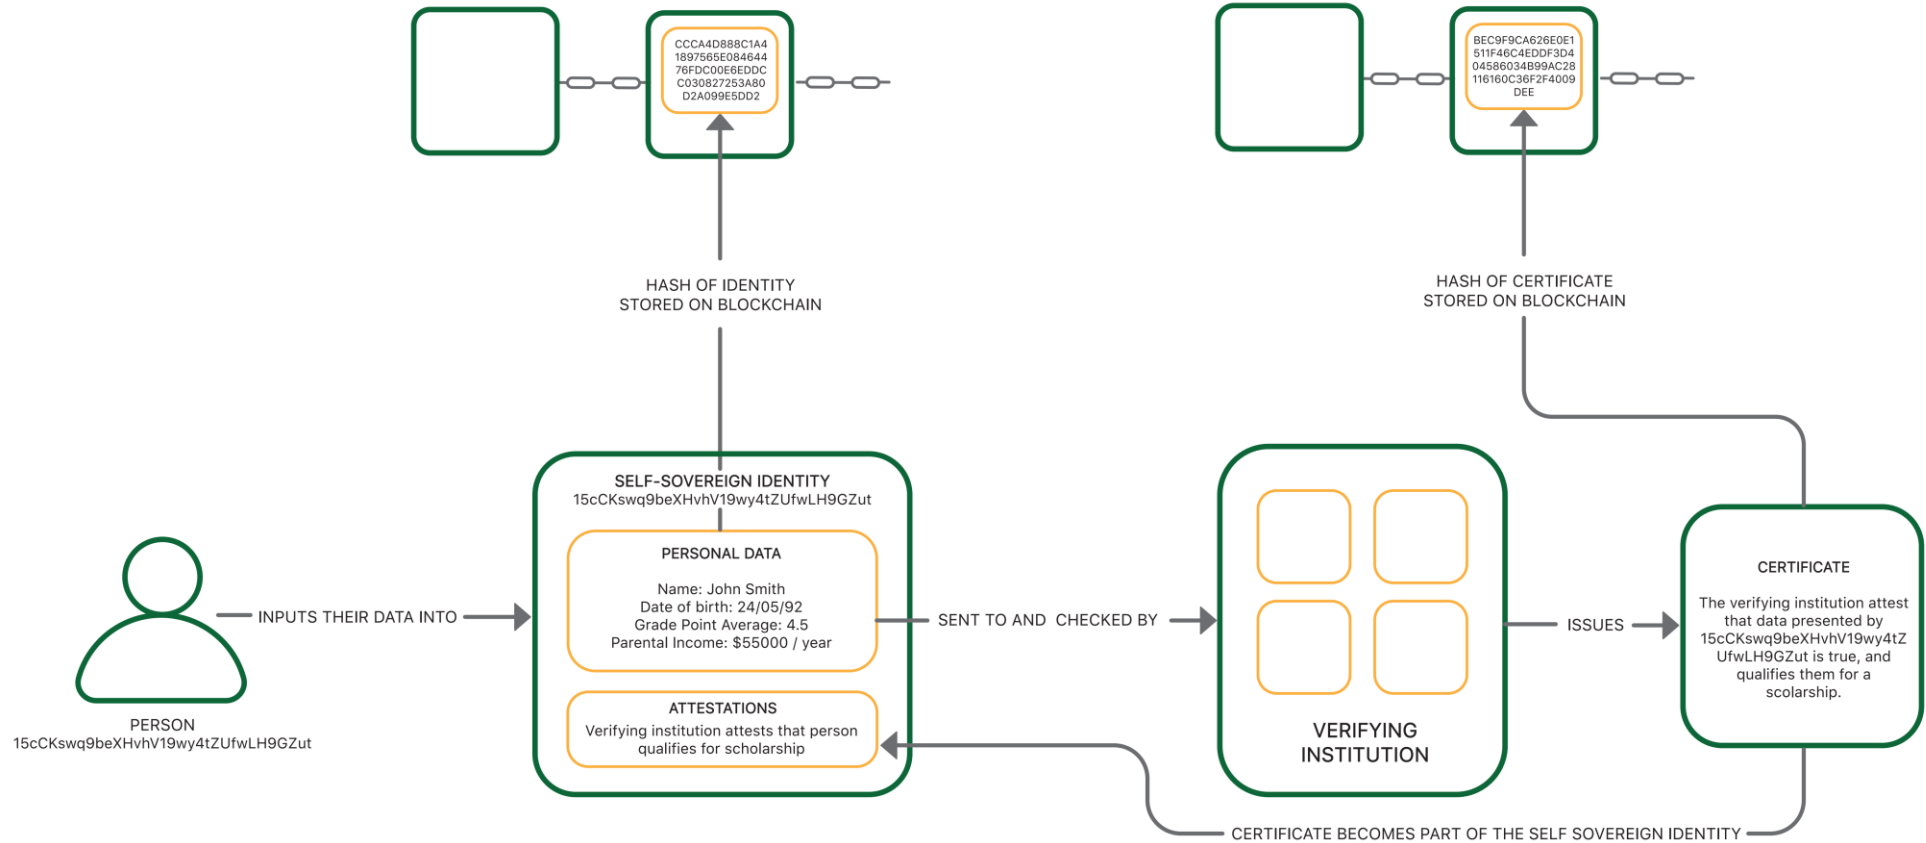 CCCA4D888C1A4
1897565E084644
76FDC00E6EDDC
C030827253A80
D2A099E5DD2
BEC9F9CA626E0E1
511F46C4EDDF3D4
04586034B99AC28
116160C36F2F4009
DEE
HASH OF IDENTITY
STORED ON BLOCKCHAIN
HASH OF CERTIFICATE
STORED ON BLOCKCHAIN
PERSON
15cCKswq9beXHvhV19wy4tZUfwLH9GZut
INPUTS THEIR DATA INTO
SELF-SOVEREIGN IDENTITY
15cCKswq9beXHvhV19wy4tZUfwLH9GZut
PERSONAL DATA
Name: John Smith
Date of birth: 24/05/92
Grade Point Average: 4.5
Parental Income: $55000 / year
ATTESTATIONS
Verifying institution attests that person
qualifies for scholarship
SENT TO AND CHECKED BY
VERIFYING
INSTITUTION
ISSUES
CERTIFICATE
The verifying institution attest
that data presented by
15cCKswq9beXHvhV19wy4tZ
UfwLH9GZut is true, and
qualifies them for a
scolarship.
CERTIFICATE BECOMES PART OF THE SELF SOVEREIGN IDENTITY